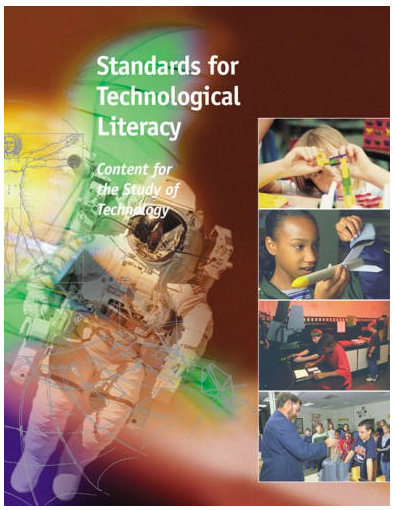 Standards for
Technological
Literacy
Content for
the Study of
Technology